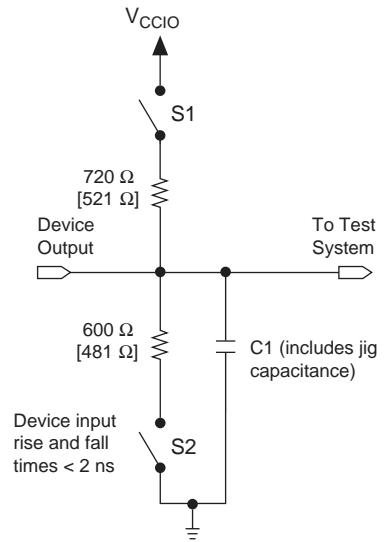 V_CCIO
S1
720 Ω
[521 Ω]
Device
Output
To Test
System
600 Ω
[481 Ω]
C1 (includes jig
capacitance)
Device input
rise and fall
times < 2 ns
S2